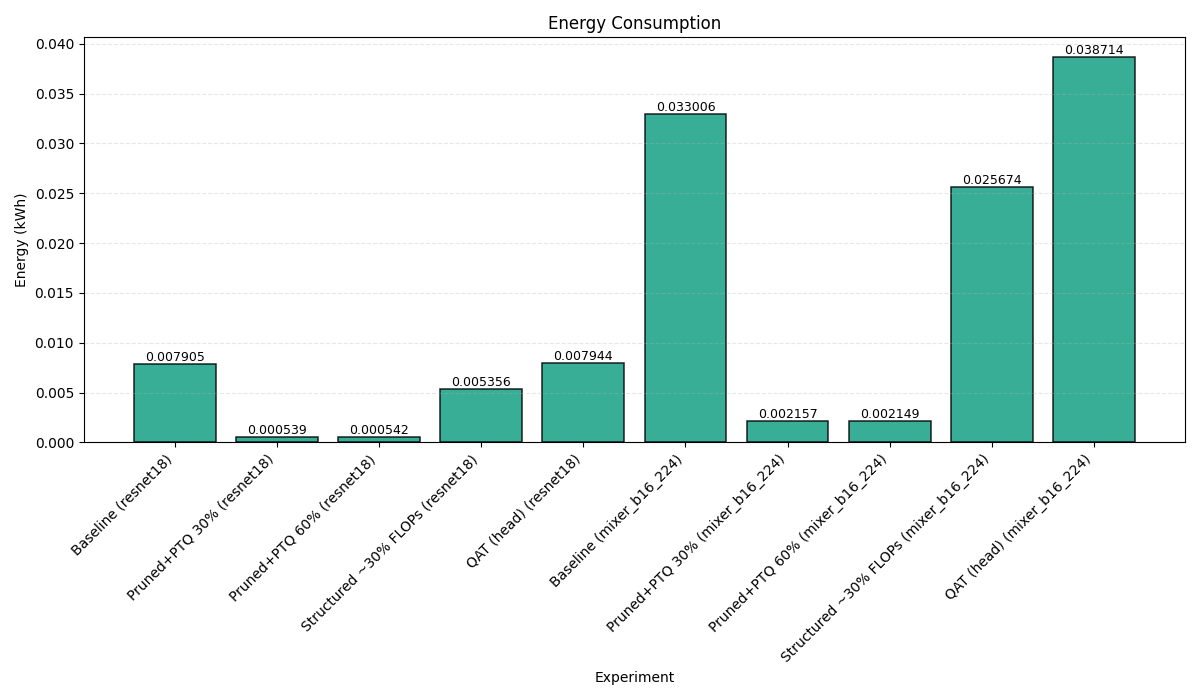 Energy Consumption
Energy (kWh)
0.040
0.035
0.030
0.025
0.020
0.015
0.010
0.005
0.000
0.007905
0.000539
0.000542
0.005356
0.007944
0.033006
0.002157
0.002149
0.025674
0.038714
Baseline (resnet18)
Pruned+PTQ 30% (resnet18)
Pruned+PTQ 60% (resnet18)
Structured ~30% FLOPs (resnet18)
QAT (head) (resnet18)
Baseline (mixer_b16_224)
Pruned+PTQ 30% (mixer_b16_224)
Pruned+PTQ 60% (mixer_b16_224)
Structured ~30% FLOPs (mixer_b16_224)
QAT (head) (mixer_b16_224)
Experiment